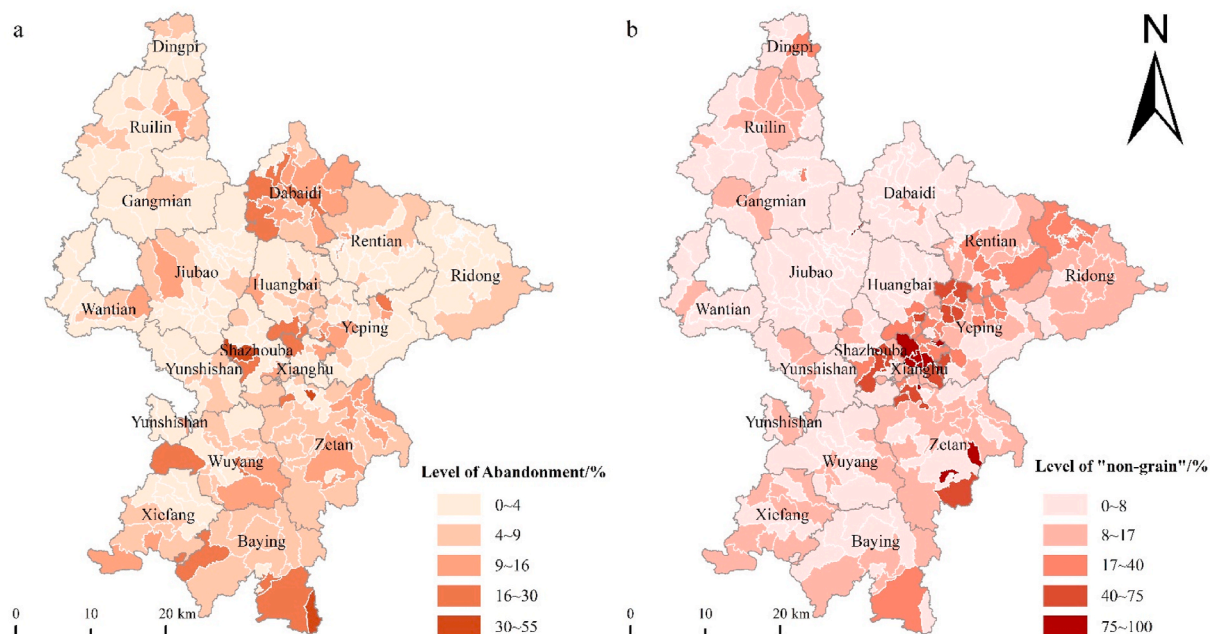 a
Dingpi
Ruilin
Gangmian
Dabaidi
Rentian
Jiubao
Huangbai
Ridong
Wantian
Yeping
Shazhouba
Yunshishan
Xianghu
Yunshishan
Zetan
Wuyang
Xiefang
Baying
Level of Abandonment/%
0~4
4~9
9~16
16~30
30~55
0 10 20 km
b
N
Dingpi
Ruilin
Gangmian
Dabaidi
Rentian
Jiubao
Huangbai
Ridong
Wantian
Yeping
Shazhouba
Yunshishan
Xianghu
Yunshishan
Zetan
Wuyang
Xiefang
Baying
Level of "non-grain"/%
0~8
8~17
17~40
40~75
75~100
0 10 20 km